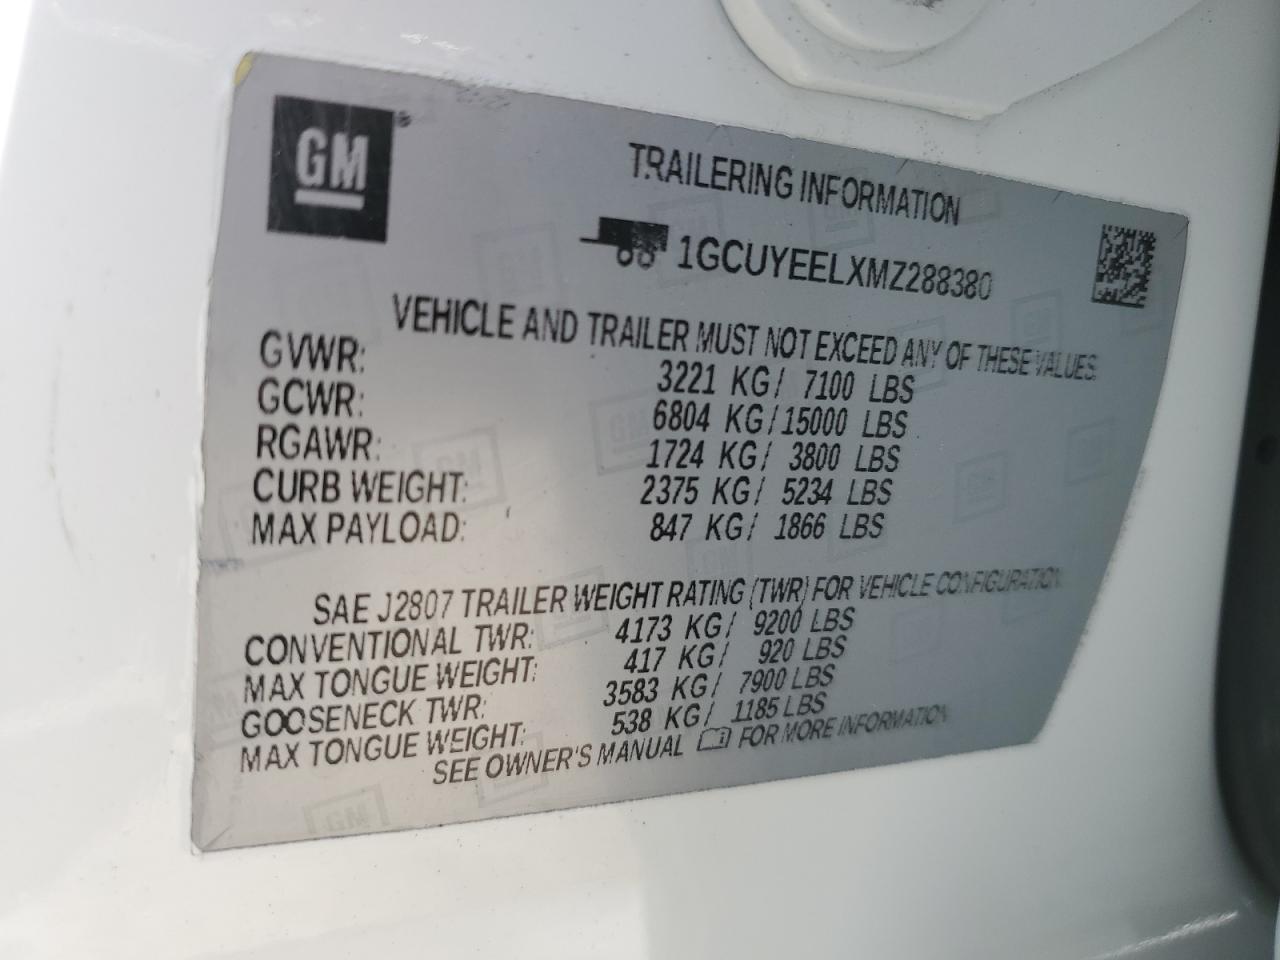 GM ®
TRAILERING INFORMATION
1GCUYEELXMZ288380
VEHICLE AND TRAILER MUST NOT EXCEED ANY OF THESE VALUES
GVWR: 3221 KG/ 7100 LBS
GCWR: 6804 KG/15000 LBS
RGAWR: 1724 KG/ 3800 LBS
CURB WEIGHT: 2375 KG/ 5234 LBS
MAX PAYLOAD: 847 KG/ 1866 LBS
SAE J2807 TRAILER WEIGHT RATING (TWR) FOR VEHICLE CONFIGURATION
CONVENTIONAL TWR: 4173 KG/ 9200 LBS
MAX TONGUE WEIGHT: 417 KG/ 920 LBS
GOOSENECK TWR: 3583 KG/ 7900 LBS
MAX TONGUE WEIGHT: 538 KG/ 1185 LBS
SEE OWNER'S MANUAL FOR MORE INFORMATION